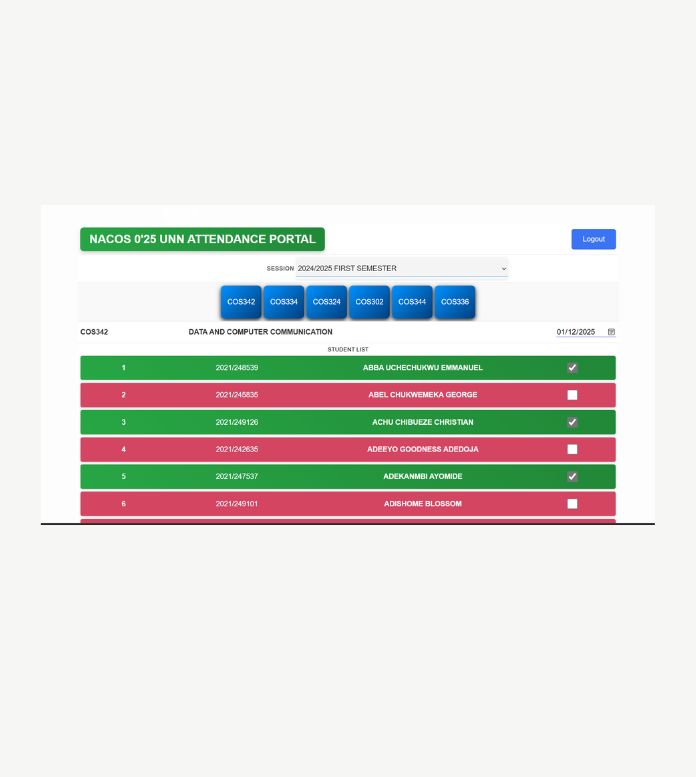 NACOS 0'25 UNN ATTENDANCE PORTAL Logout
SESSION 2024/2025 FIRST SEMESTER
COS342 COS334 COS324 COS302 COS344 COS336
COS342 DATA AND COMPUTER COMMUNICATION 01/12/2025
STUDENT LIST
1 2021/248539 ABBA UCHECHUKWU EMMANUEL
2 2021/245835 ABEL CHUKWEMEKA GEORGE
3 2021/249126 ACHU CHIBUEZE CHRISTIAN
4 2021/242635 ADEEYO GOODNESS ADEDOJA
5 2021/247537 ADEKANMBI AYOMIDE
6 2021/249101 ADISHOME BLOSSOM